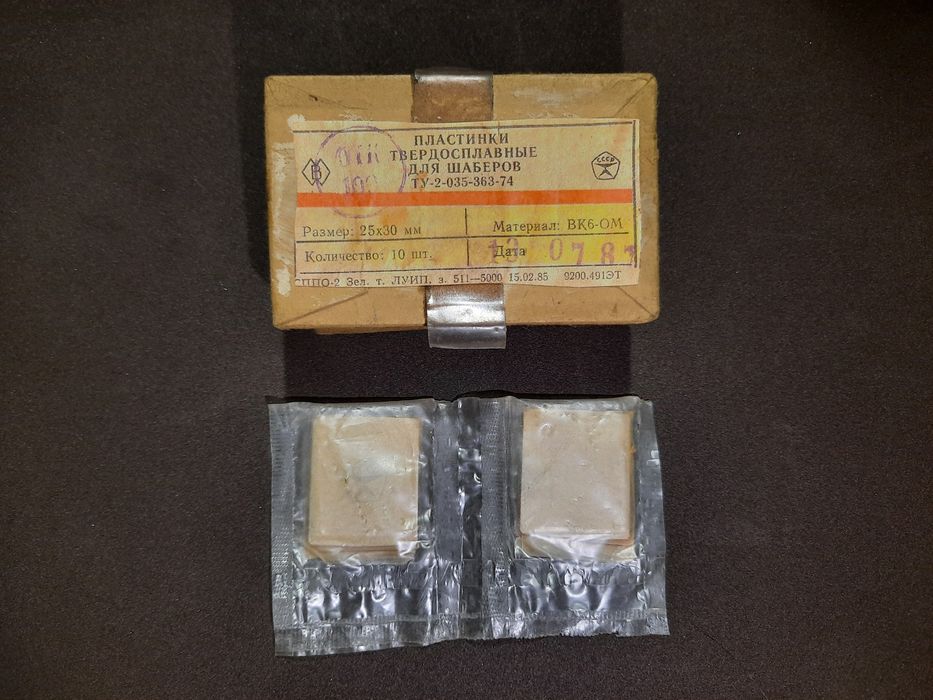 ПЛАСТИНКИ
ТВЕРДОСПЛАВНЫЕ
ДЛЯ ШАБЕРОВ
ТУ-2-035-363-74
СССР
Размер: 25х30 мм
Материал: ВК6-ОМ
Количество: 10 шт.
Дата
СППО-2 Зел. т. ЛУИП. з. 511—5000 15.02.85 9200.491ЭТ